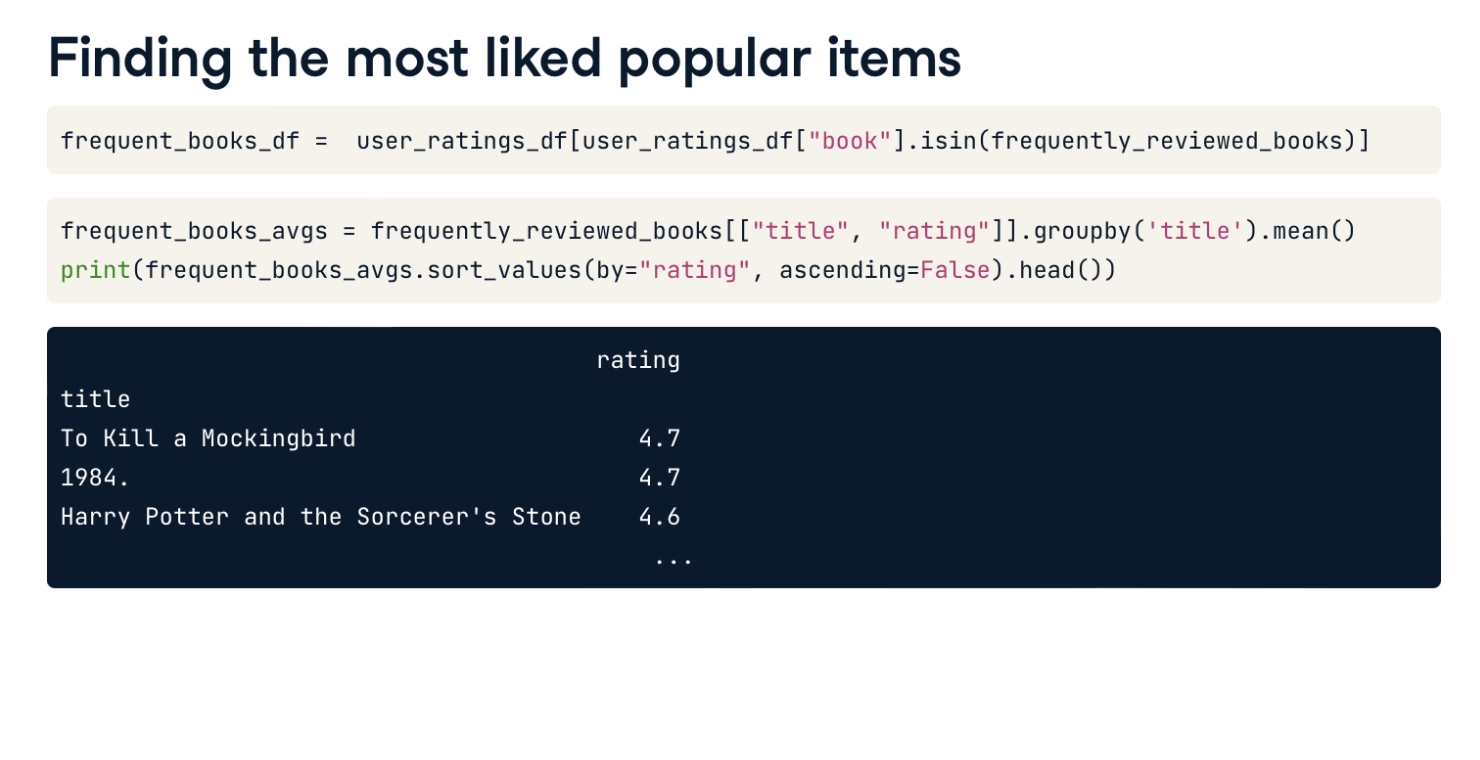 Finding the most liked popular items
frequent_books_df =  user_ratings_df[user_ratings_df["book"].isin(frequently_reviewed_books)]
frequent_books_avgs = frequently_reviewed_books[["title", "rating"]].groupby('title').mean()
print(frequent_books_avgs.sort_values(by="rating", ascending=False).head())
rating
title
To Kill a Mockingbird                    4.7
1984.                                    4.7
Harry Potter and the Sorcerer's Stone    4.6
...